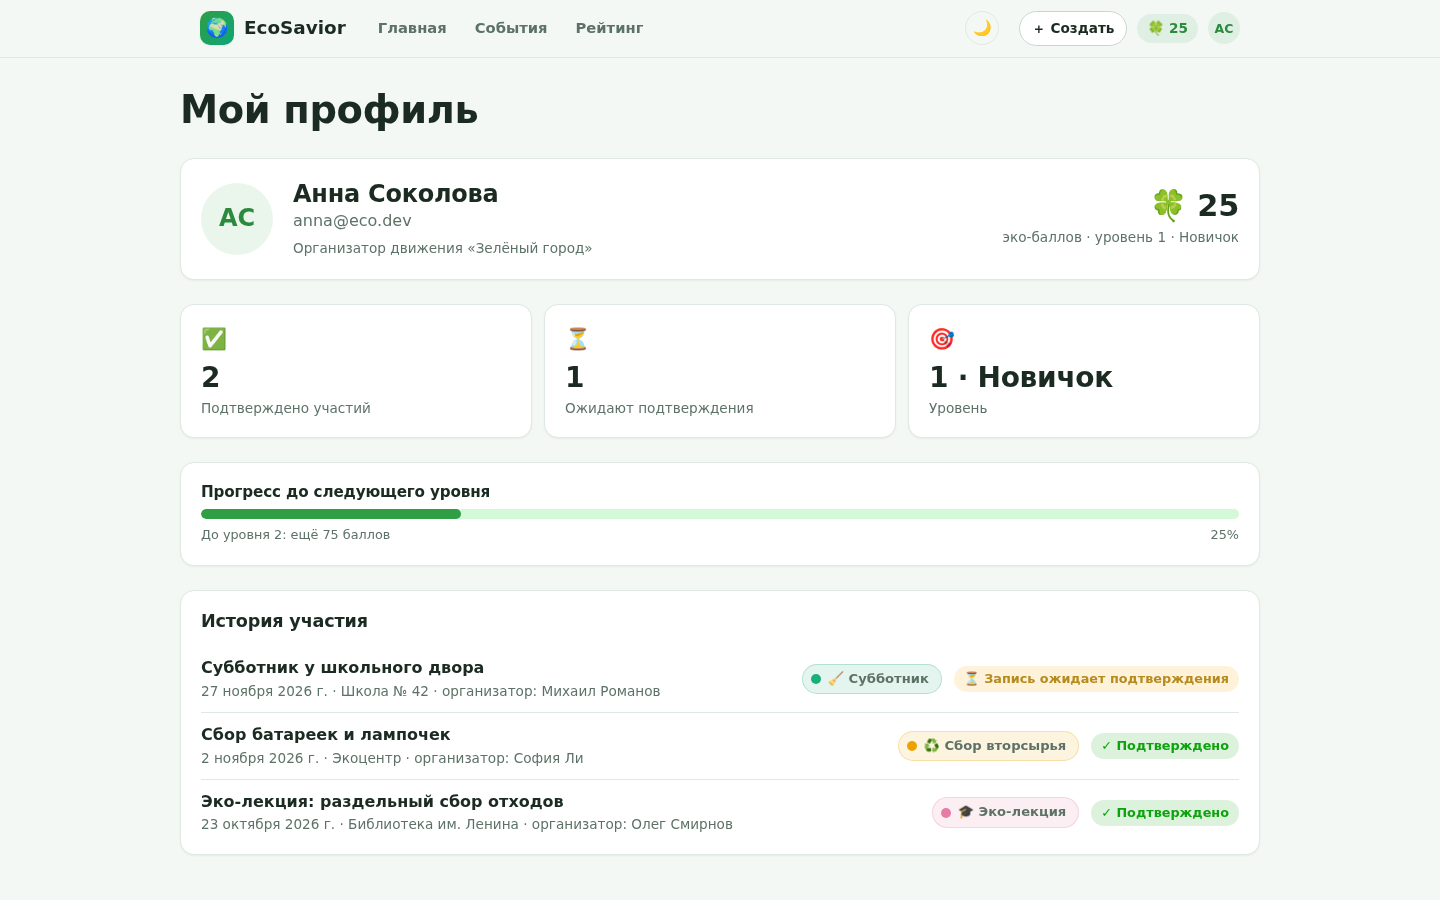 EcoSavior
Главная
События
Рейтинг
+ Создать
25
АС
Мой профиль
АС
Анна Соколова
anna@eco.dev
Организатор движения «Зелёный город»
25
эко-баллов · уровень 1 · Новичок
2
Подтверждено участий
1
Ожидают подтверждения
1 · Новичок
Уровень
Прогресс до следующего уровня
До уровня 2: ещё 75 баллов
25%
История участия
Субботник у школьного двора
27 ноября 2026 г. · Школа № 42 · организатор: Михаил Романов
Субботник
Запись ожидает подтверждения
Сбор батареек и лампочек
2 ноября 2026 г. · Экоцентр · организатор: София Ли
Сбор вторсырья
✓ Подтверждено
Эко-лекция: раздельный сбор отходов
23 октября 2026 г. · Библиотека им. Ленина · организатор: Олег Смирнов
Эко-лекция
✓ Подтверждено